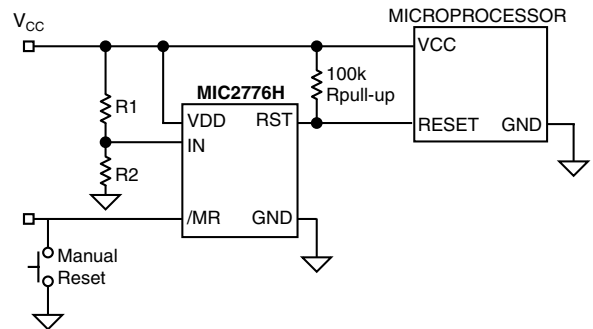 MICROPROCESSOR
VCC
VCC
100k
Rpull-up
MIC2776H
R1
VDD
RST
RESET
GND
IN
R2
/MR
GND
Manual
Reset